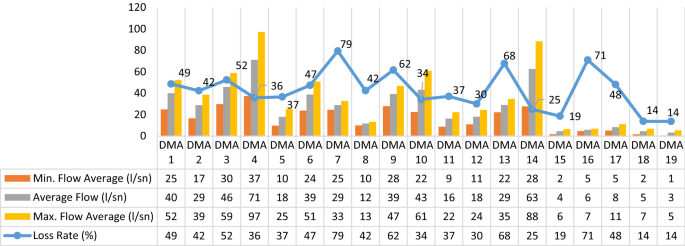 120
100
80
60
40
20
0
49 42 52 36 37 47 79 42 62 34 37 30 68 25 19 71 48 14 14
DMA 1 DMA 2 DMA 3 DMA 4 DMA 5 DMA 6 DMA 7 DMA 8 DMA 9 DMA 10 DMA 11 DMA 12 DMA 13 DMA 14 DMA 15 DMA 16 DMA 17 DMA 18 DMA 19
Min. Flow Average (l/sn) 25 17 30 37 10 24 25 10 28 22 9 11 22 28 2 5 5 2 1
Average Flow (l/sn) 40 29 46 71 18 39 29 12 39 43 16 18 29 63 4 6 8 5 3
Max. Flow Average (l/sn) 52 39 59 97 25 51 33 13 47 61 22 24 35 88 6 7 11 7 5
Loss Rate (%) 49 42 52 36 37 47 79 42 62 34 37 30 68 25 19 71 48 14 14